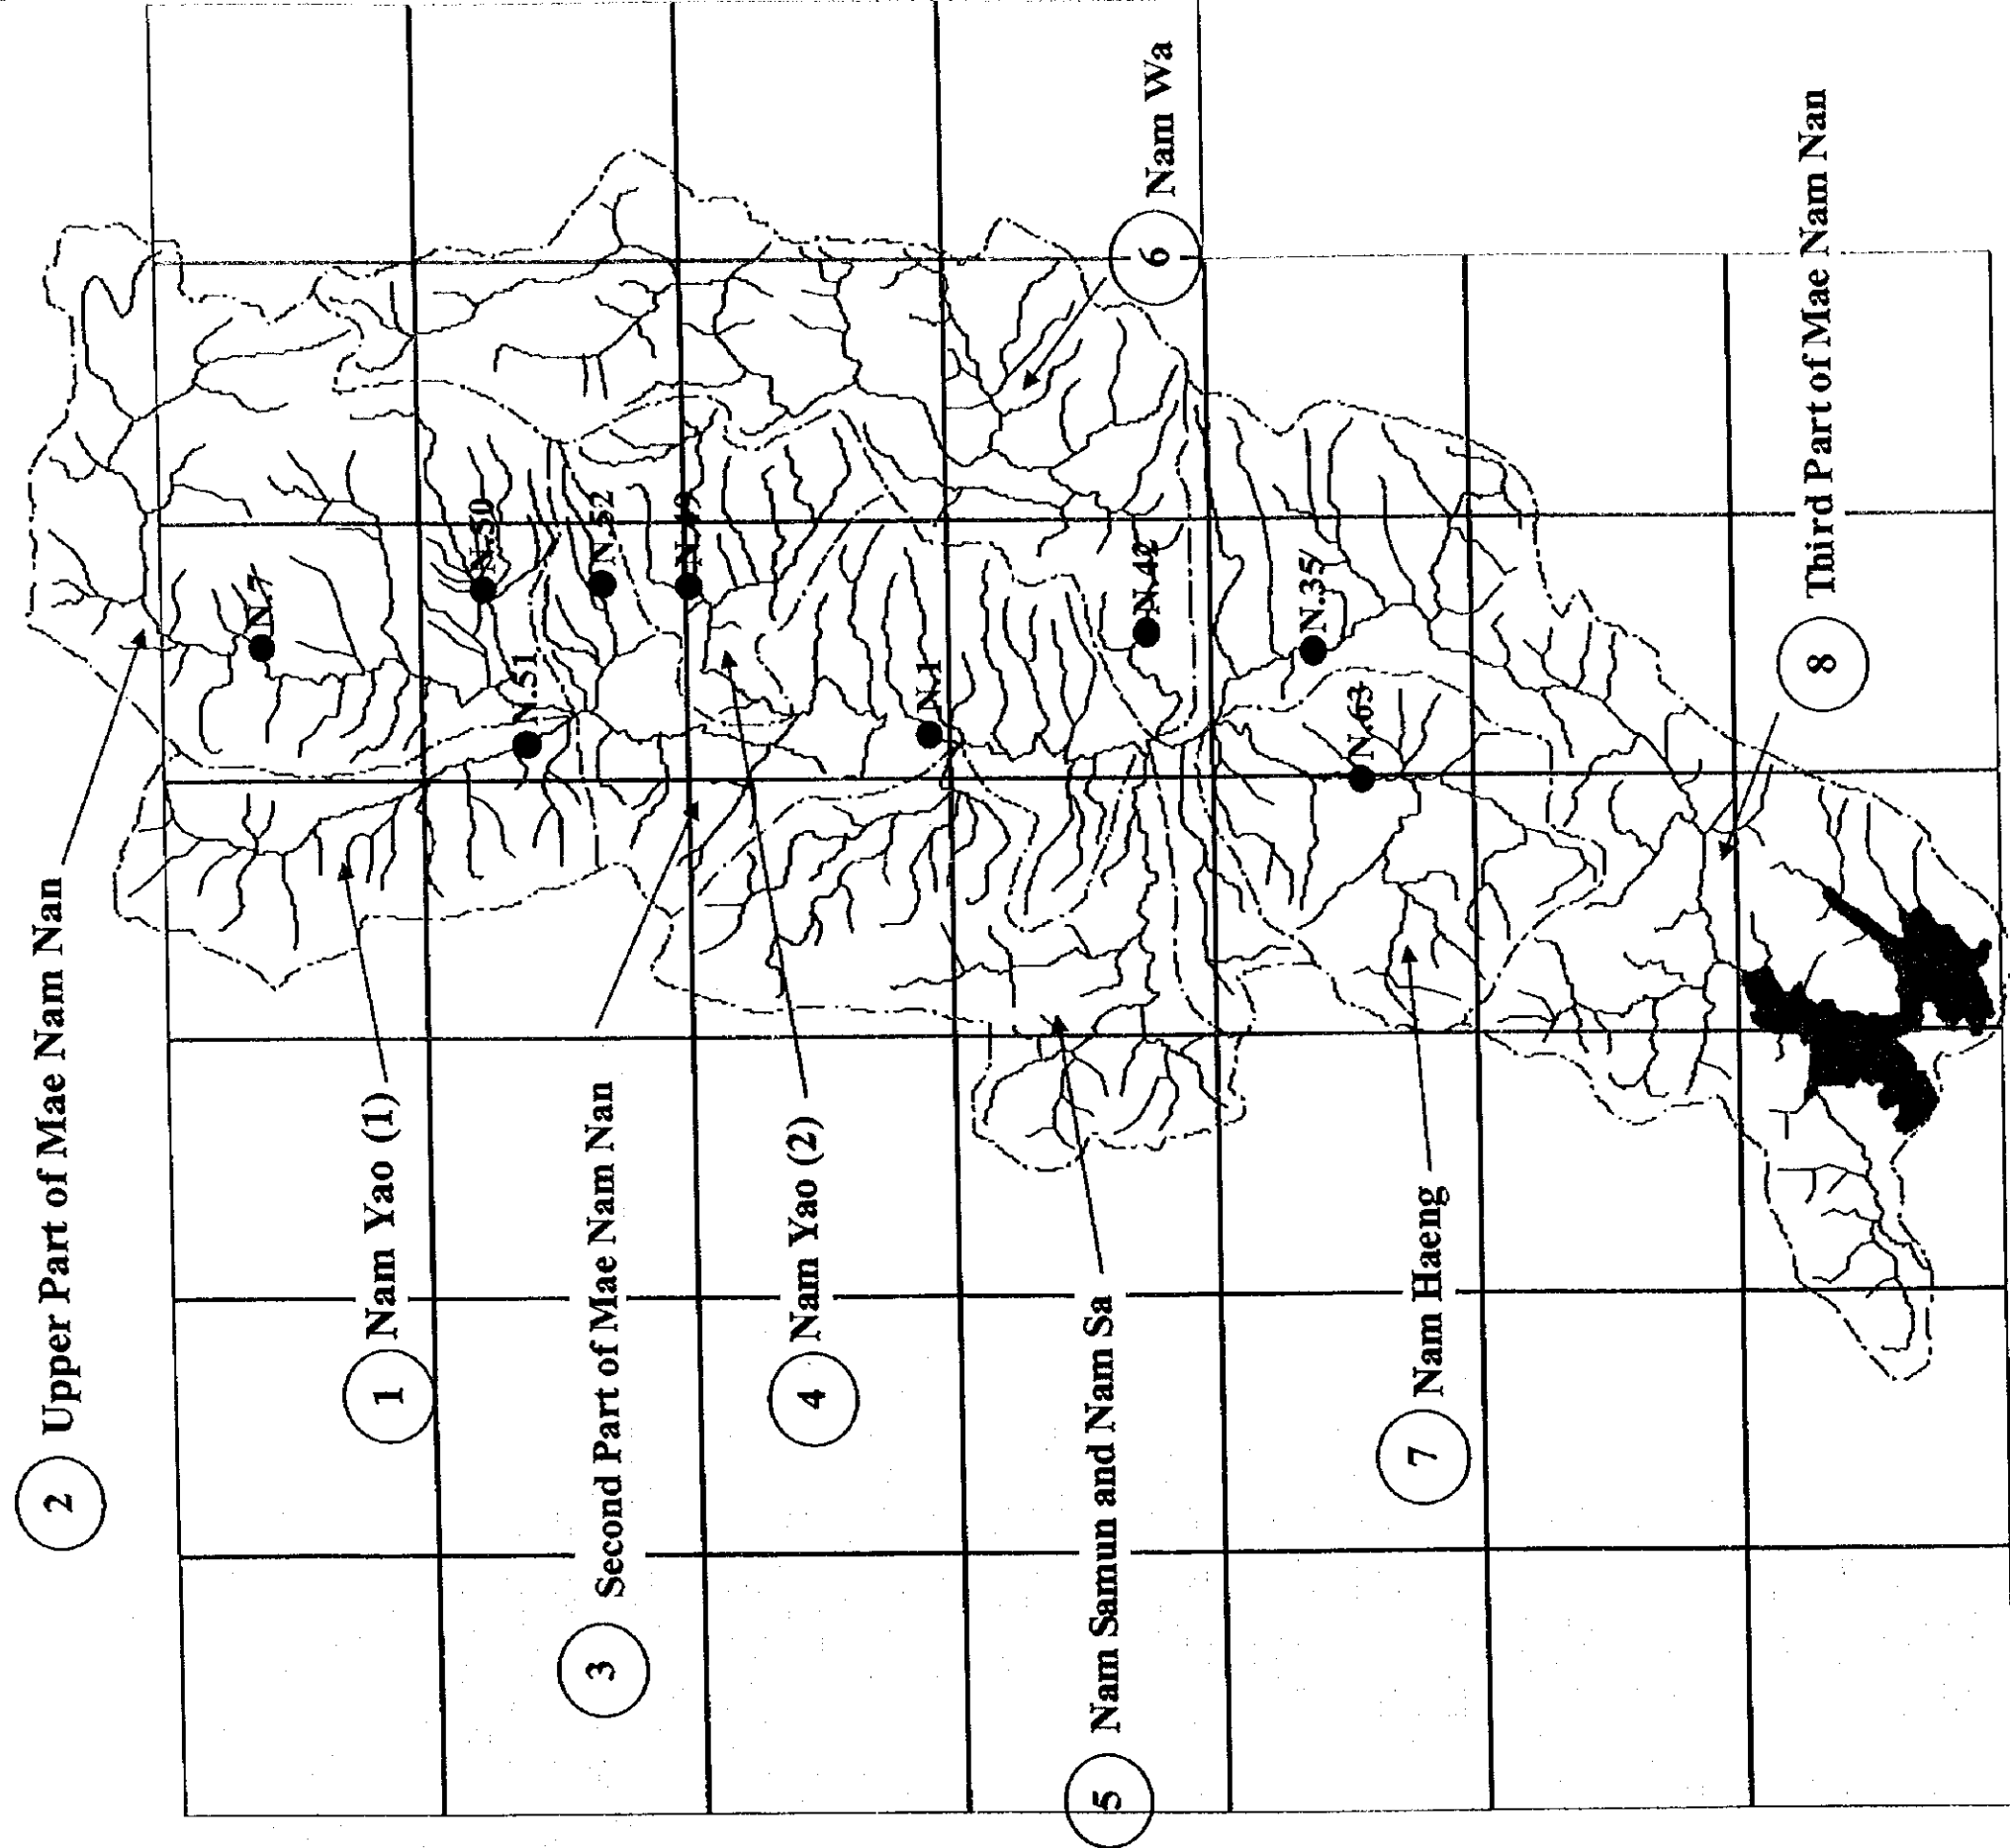 2 Upper Part of Mae Nam Nan
1 Nam Yao (1)
3 Second Part of Mae Nam Nan
4 Nam Yao (2)
5 Nam Samun and Nam Sa
6 Nam Wa
7 Nam Haeng
8 Third Part of Mae Nam Nan
N.7
N.50
N.51
N.52
N.49
N.1
N.42
N.35
N.63